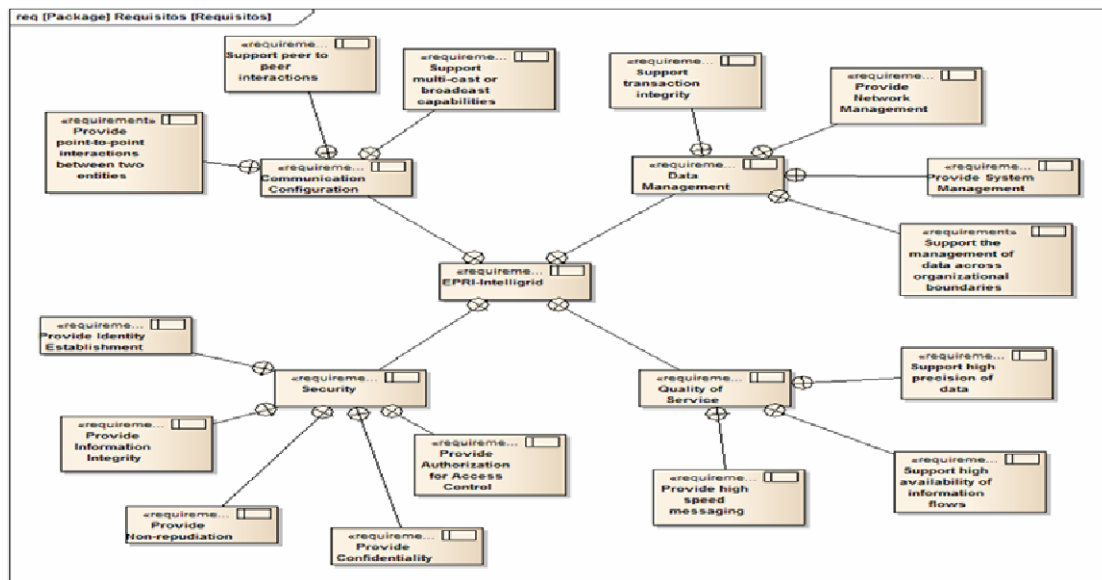 req [Package] Requisitos [Requisitos]
«requireme...
Support peer to
peer
interactions
«requireme...
Support
multi-cast or
broadcast
capabilities
«requirement»
Provide
point-to-point
interactions
between two
entities
«requireme...
Communication
Configuration
«requireme...
Support
transaction
integrity
«requireme...
Provide
Network
Management
«requireme...
Data
Management
«requireme...
Provide System
Management
«requirement»
Support the
management of
data across
organizational
boundaries
«requireme...
EPRI-Intelligrid
«requireme...
Provide Identity
Establishment
«requireme...
Security
«requireme...
Provide
Information
Integrity
«requireme...
Provide
Authorization
for Access
Control
«requireme...
Provide
Non-repudiation
«requireme...
Provide
Confidentiality
«requireme...
Quality of
Service
«requireme...
Support high
precision of
data
«requireme...
Provide high
speed
messaging
«requireme...
Support high
availability of
information
flows